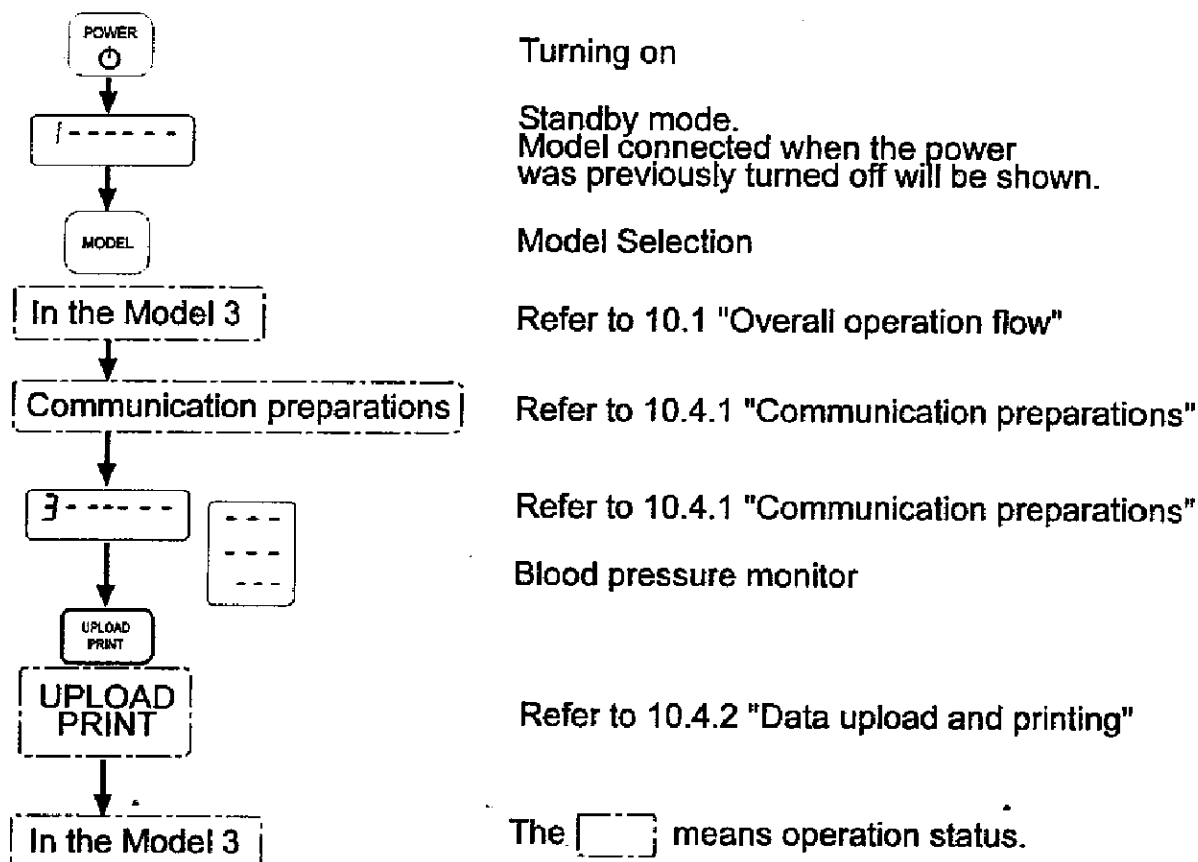 POWER
Turning on
1------
Standby mode.
Model connected when the power
was previously turned off will be shown.
MODEL
Model Selection
In the Model 3
Refer to 10.1 "Overall operation flow"
Communication preparations
Refer to 10.4.1 "Communication preparations"
3------
Refer to 10.4.1 "Communication preparations"
---
---
---
Blood pressure monitor
UPLOAD
PRINT
UPLOAD
PRINT
Refer to 10.4.2 "Data upload and printing"
In the Model 3
The means operation status.